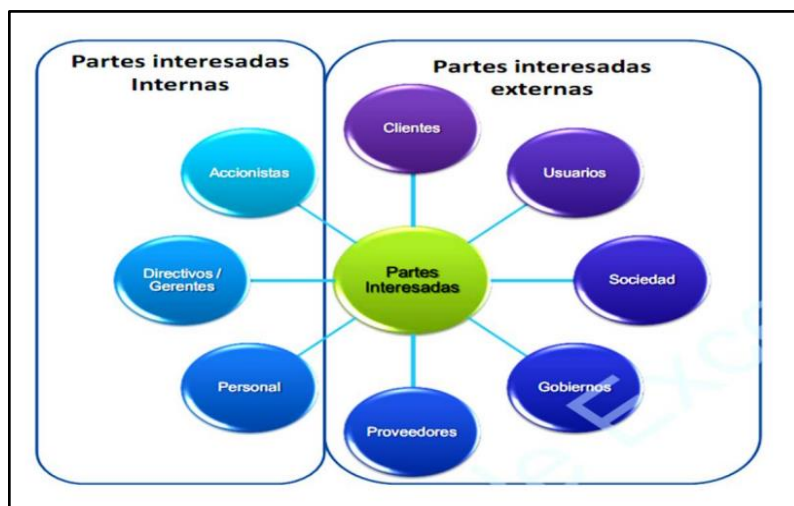 Partes interesadas
Internas
Partes interesadas
externas
Clientes
Accionistas
Usuarios
Directivos /
Gerentes
Partes
Interesadas
Sociedad
Personal
Gobiernos
Proveedores